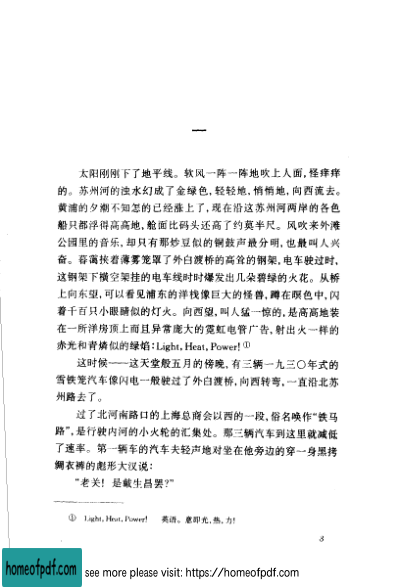 一
太阳刚刚下了地平线。软风一阵一阵地吹上人面,怪痒痒
的。苏州河的浊水幻成了金绿色,轻轻地,悄悄地,向西流去。
黄浦的夕潮不知怎的已经涨上了,现在沿这苏州河两岸的各色
船只都浮得高高地,舱面比码头还高了约莫半尺。风吹来外滩
公园里的音乐,却只有那炒豆似的铜鼓声最分明,也最叫人兴
奋。暮霭挟着薄雾笼罩了外白渡桥的高耸的钢架,电车驶过时,
这钢架下横空架挂的电车线时时爆发出几朵碧绿的火花。从桥
上向东望,可以看见浦东的洋栈像巨大的怪兽,蹲在暝色中,闪
着千百只小眼睛似的灯火。向西望,叫人猛一惊的,是高高地装
在一所洋房顶上而且异常庞大的霓虹电管广告,射出火一样的
赤光和青燐似的绿焰:Light, Heat, Power! ①
这时候——这天堂般五月的傍晚,有三辆一九三〇年式的
雪铁笼汽车像闪电一般驶过了外白渡桥,向西转弯,一直沿北苏
州路去了。
过了北河南路口的上海总商会以西的一段,俗名唤作“铁马
路”,是行驶内河的小火轮的汇集处。那三辆汽车到这里就减低
了速率。第一辆车的汽车夫轻声地对坐在他旁边的穿一身黑拷
绸衣裤的彪形大汉说:
“老关!是戴生昌罢?”
① Light, Heat, Power! 英语。意即光,热,力!
3
homeofpdf.com
see more please visit: https://homeofpdf.com